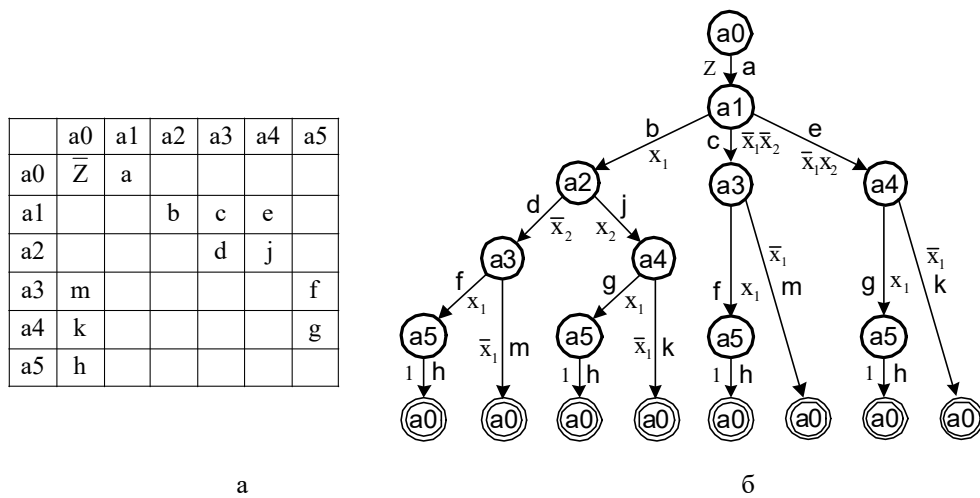 a0 a1 a2 a3 a4 a5
a0 Z̅ a
a1 b c e
a2 d j
a3 m f
a4 k g
a5 h
a0
Z a
a1
b c e
x₁ x̅₁x̅₂ x̅₁x₂
a2 a3 a4
d j
x̅₂ x₂
a3 a4
f x₁ x̅₁ m
g x₁ x̅₁ k
f x₁ x̅₁ m
g x₁ x̅₁ k
a5 a5 a5 a5
1 h 1 h 1 h 1 h
a0 a0 a0 a0 a0 a0 a0 a0
а б